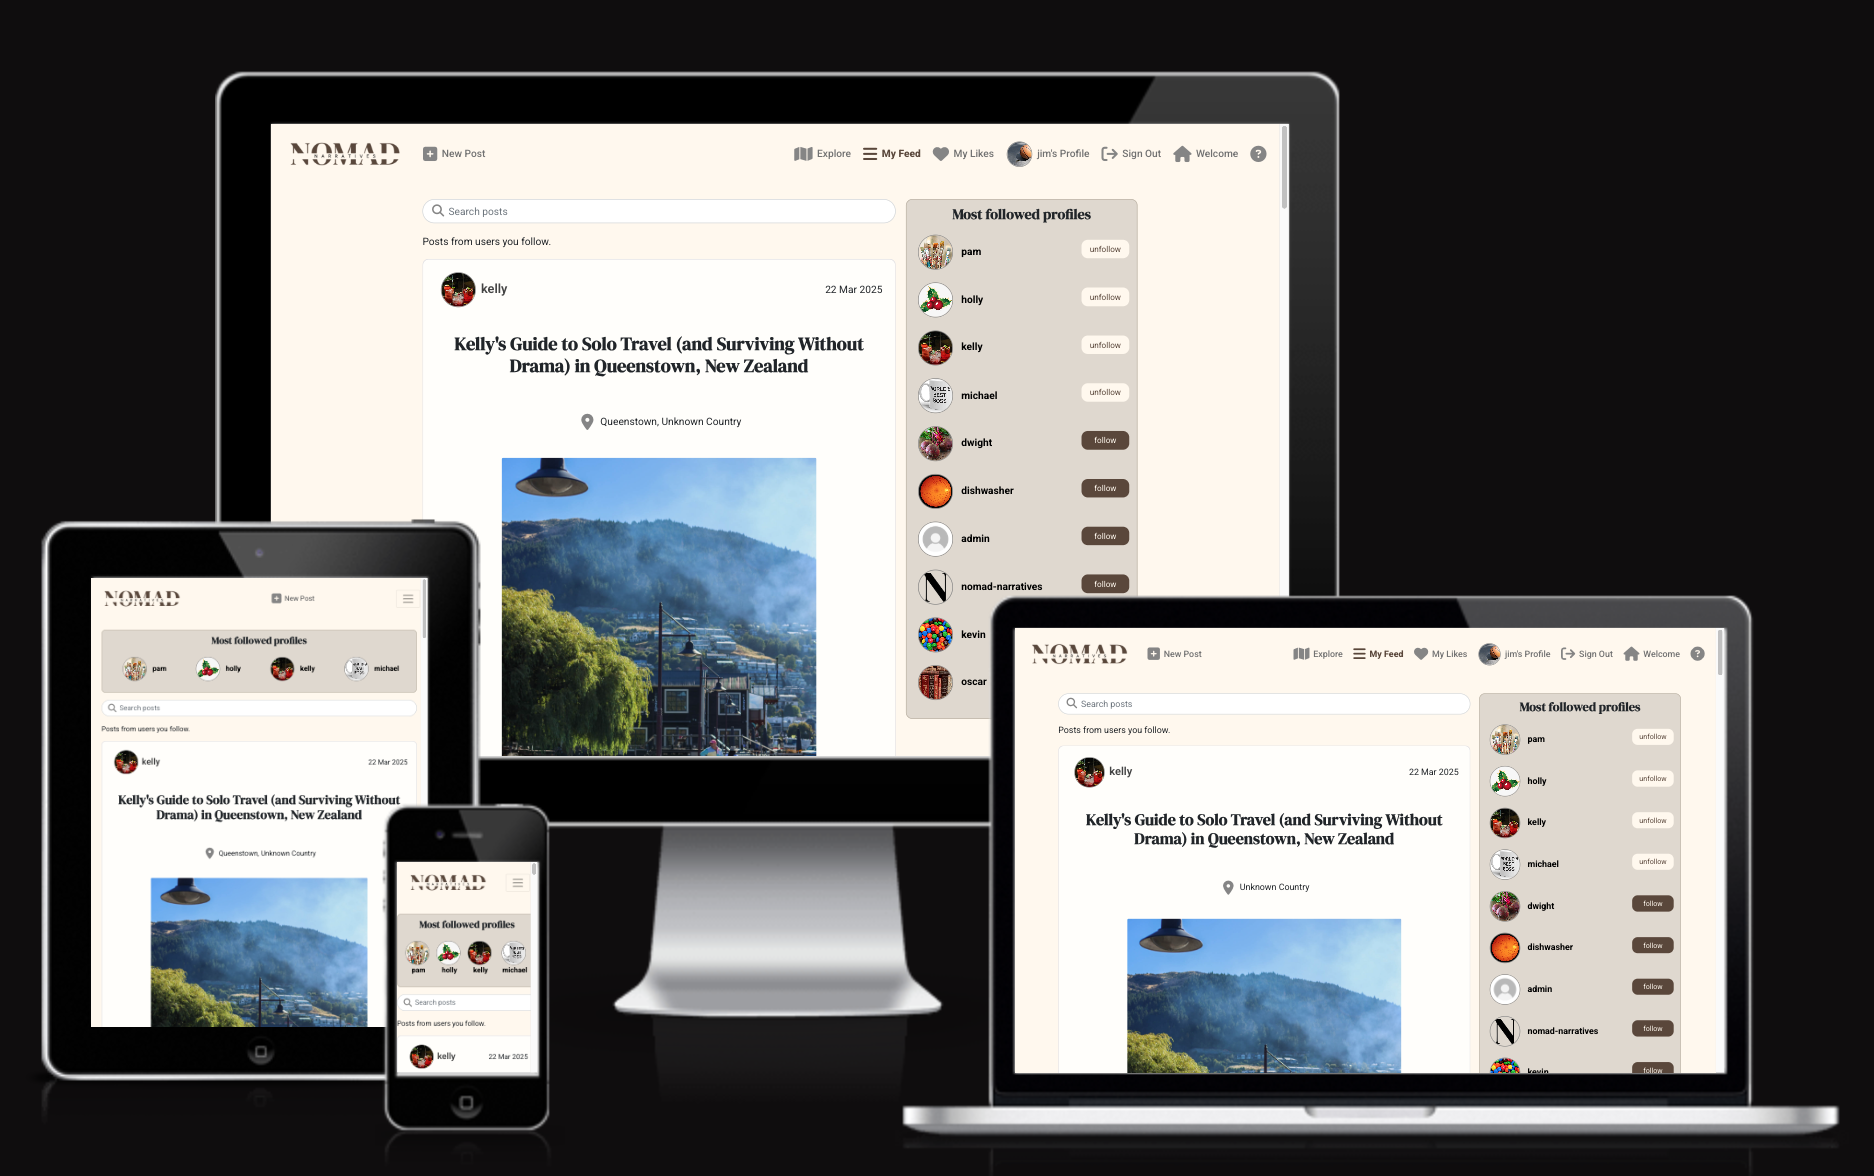 NOMAD
NARRATIVES
New Post
Explore
My Feed
My Likes
jim's Profile
Sign Out
Welcome
?
Search posts
Posts from users you follow.
kelly
22 Mar 2025
Kelly's Guide to Solo Travel (and Surviving Without
Drama) in Queenstown, New Zealand
Queenstown, Unknown Country
Most followed profiles
pam
unfollow
holly
unfollow
kelly
unfollow
michael
unfollow
dwight
follow
dishwasher
follow
admin
follow
N
nomad-narratives
follow
kevin
oscar
NOMAD
New Post
Most followed profiles
pam
holly
kelly
michael
Search posts
Posts from users you follow.
kelly
22 Mar 2025
Kelly's Guide to Solo Travel (and Surviving Without
Drama) in Queenstown, New Zealand
Queenstown, Unknown Country
NOMAD
Most followed profiles
pam
holly
kelly
michael
Search posts
Posts from users you follow.
kelly
22 Mar 2025
NOMAD
NARRATIVES
New Post
Explore
My Feed
My Likes
jim's Profile
Sign Out
Welcome
?
Search posts
Posts from users you follow.
kelly
22 Mar 2025
Kelly's Guide to Solo Travel (and Surviving Without
Drama) in Queenstown, New Zealand
Unknown Country
Most followed profiles
pam
unfollow
holly
unfollow
kelly
unfollow
michael
unfollow
dwight
follow
dishwasher
follow
admin
follow
N
nomad-narratives
follow
kevin